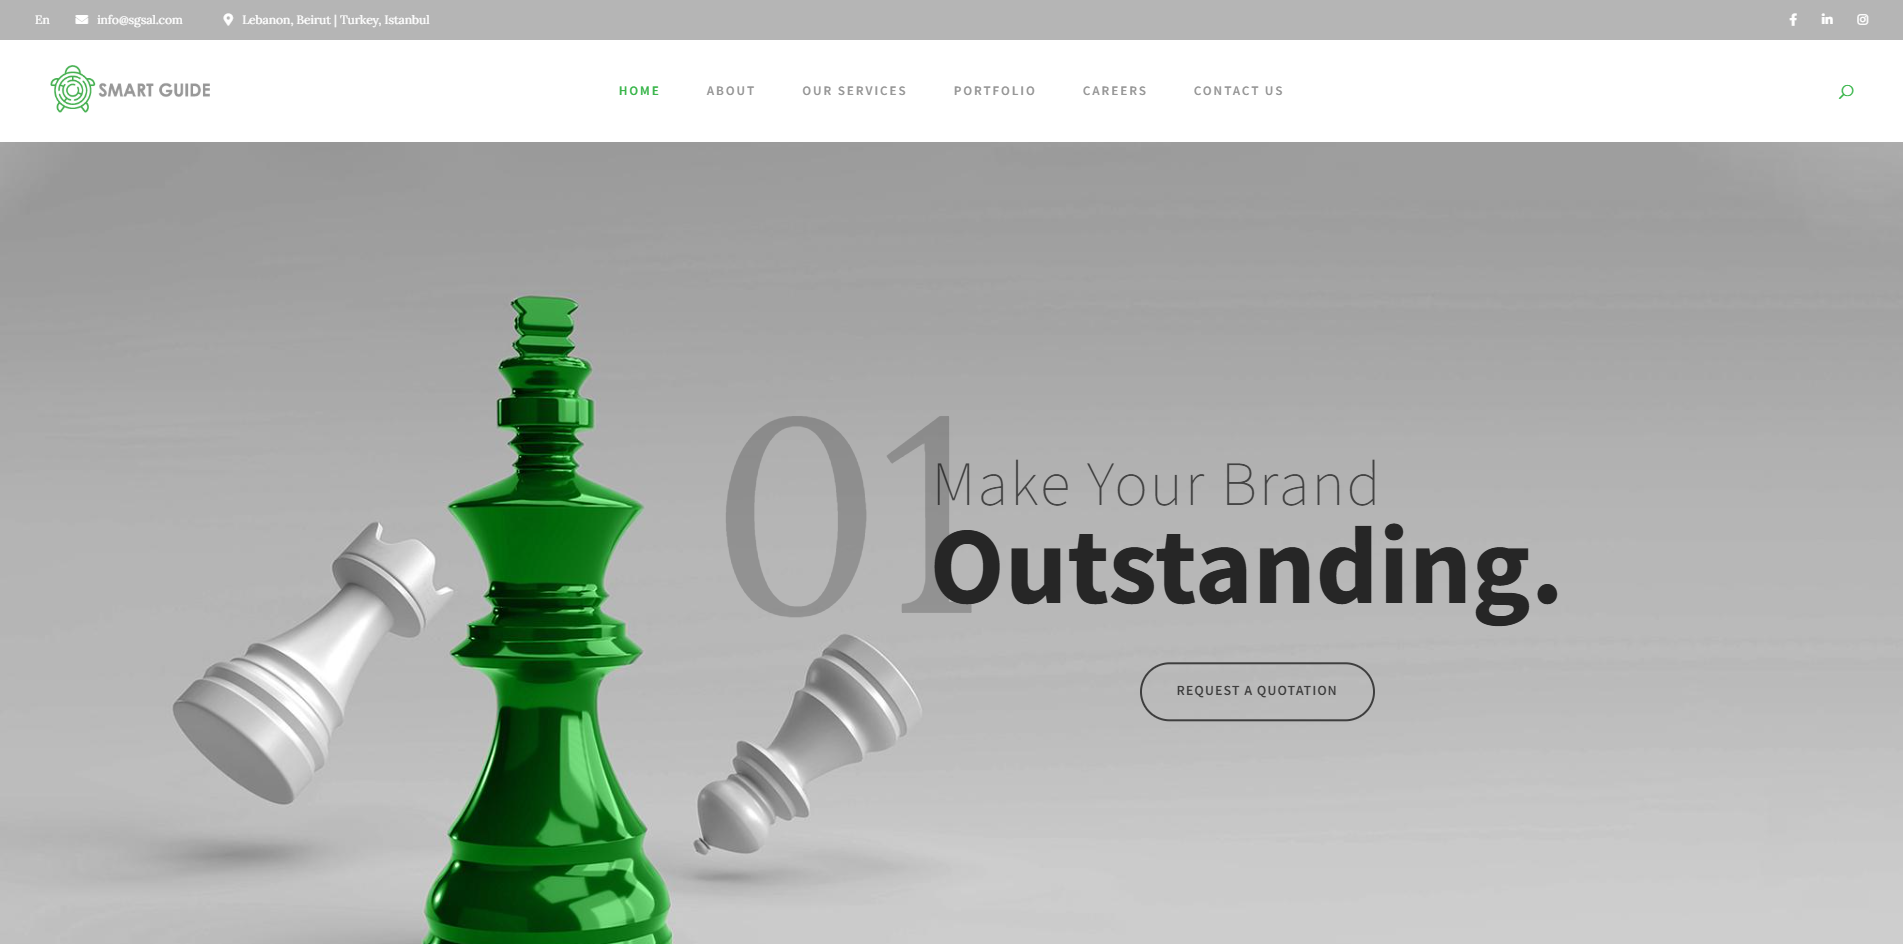 En info@sgsal.com Lebanon, Beirut | Turkey, Istanbul
SMART GUIDE
HOME ABOUT OUR SERVICES PORTFOLIO CAREERS CONTACT US
01
Make Your Brand
Outstanding.
REQUEST A QUOTATION